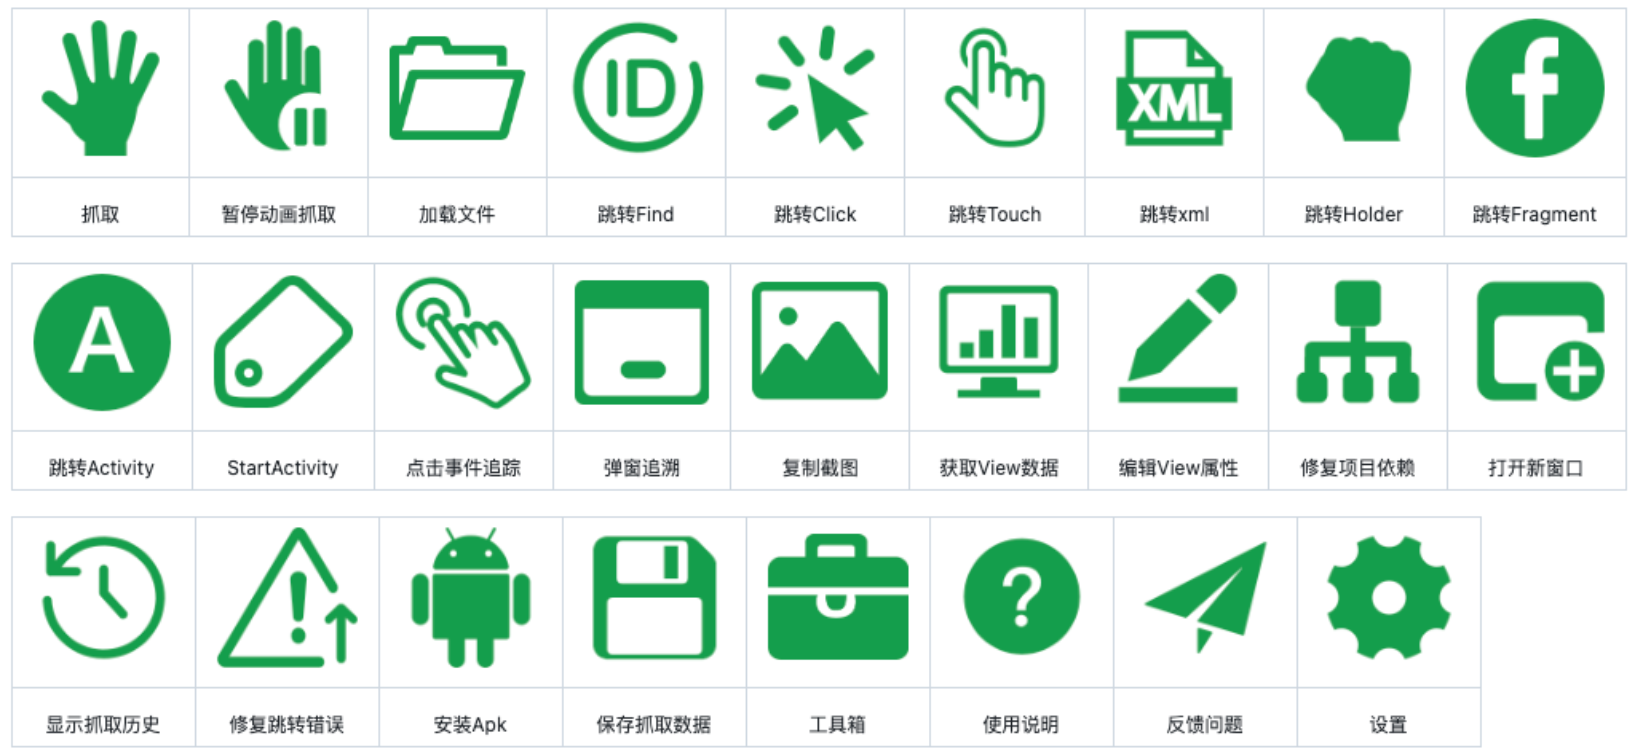 ID
XML
f
抓取
暂停动画抓取
加载文件
跳转Find
跳转Click
跳转Touch
跳转xml
跳转Holder
跳转Fragment
A
跳转Activity
StartActivity
点击事件追踪
弹窗追溯
复制截图
获取View数据
编辑View属性
修复项目依赖
打开新窗口
?
显示抓取历史
修复跳转错误
安装Apk
保存抓取数据
工具箱
使用说明
反馈问题
设置